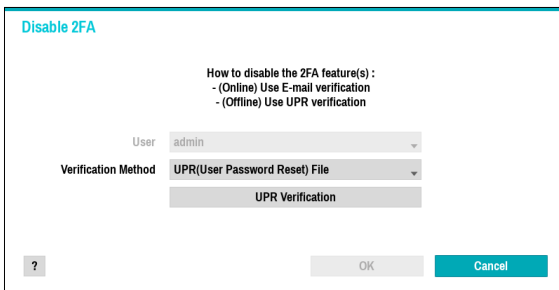 Disable 2FA
How to disable the 2FA feature(s) :
- (Online) Use E-mail verification
- (Offline) Use UPR verification
User admin
Verification Method UPR(User Password Reset) File
UPR Verification
? OK Cancel